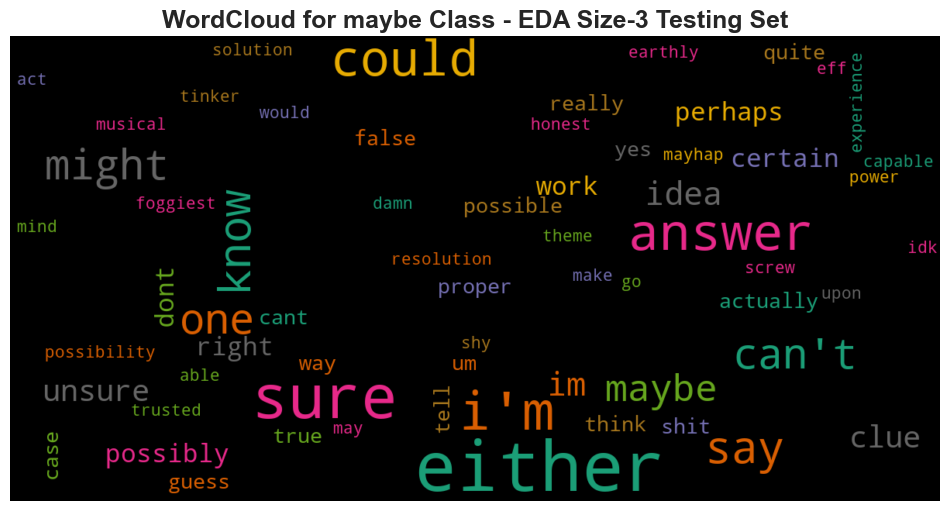 WordCloud for maybe Class - EDA Size-3 Testing Set
solution
could
earthly
quite
eff
act
tinker
experience
would
really
perhaps
musical
honest
false
yes
mayhap
certain
capable
might
power
work
idea
know
foggiest
damn
possible
mind
theme
answer
idk
resolution
screw
dont
proper
make
go
actually
upon
one
cant
possibility
right
shy
can't
way
um
able
unsure
sure
im
maybe
trusted
i'm
tell
may
think
shit
true
say
clue
case
possibly
either
guess